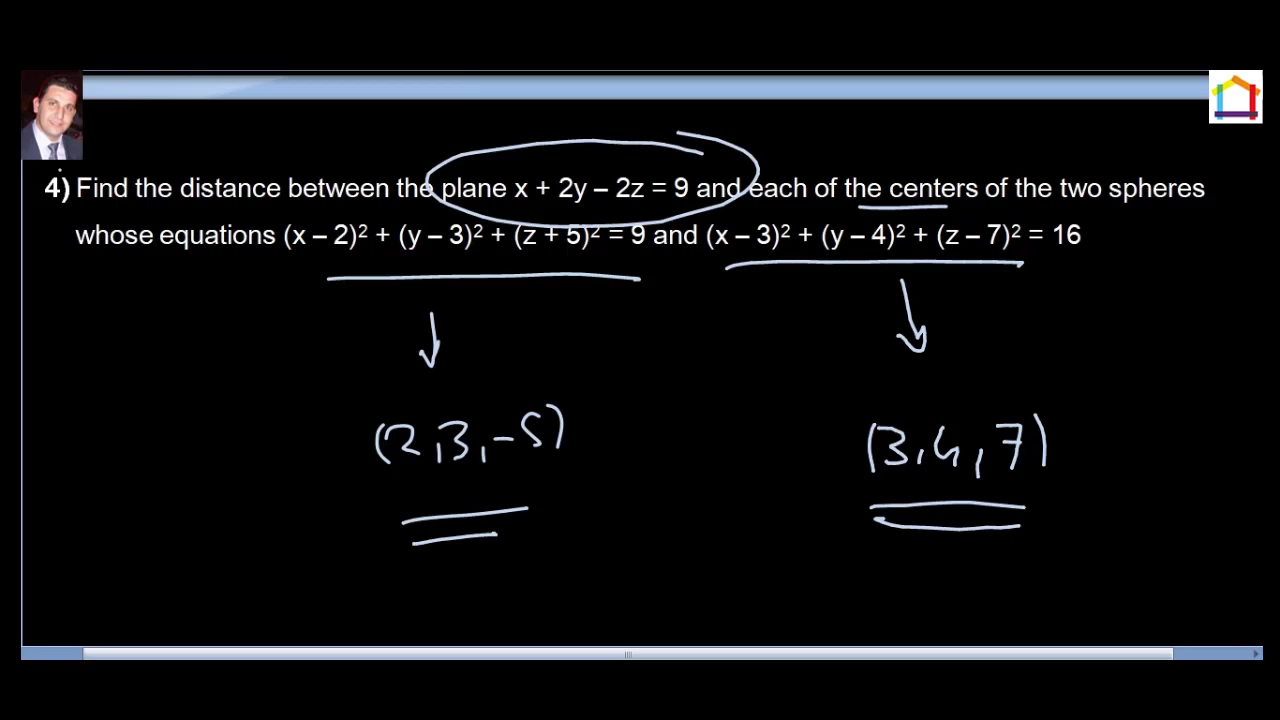 4) Find the distance between the plane x + 2y – 2z = 9 and each of the centers of the two spheres
whose equations (x – 2)² + (y – 3)² + (z + 5)² = 9 and (x – 3)² + (y – 4)² + (z – 7)² = 16
(2,3,-5) (3,4,7)